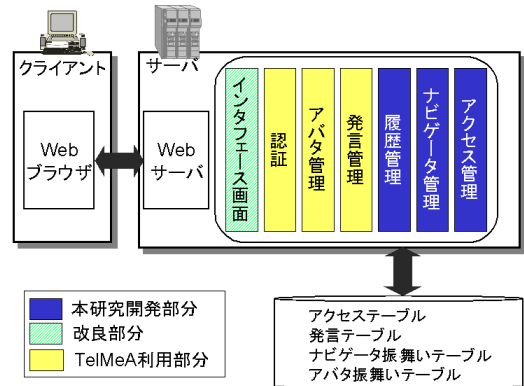 クライアント
サーバ
Web
ブラウザ
Web
サーバ
インタフェース画面
認証
アバタ管理
発言管理
履歴管理
ナビゲータ管理
アクセス管理
本研究開発部分
改良部分
TelMeA利用部分
アクセステーブル
発言テーブル
ナビゲータ振舞いテーブル
アバタ振舞いテーブル